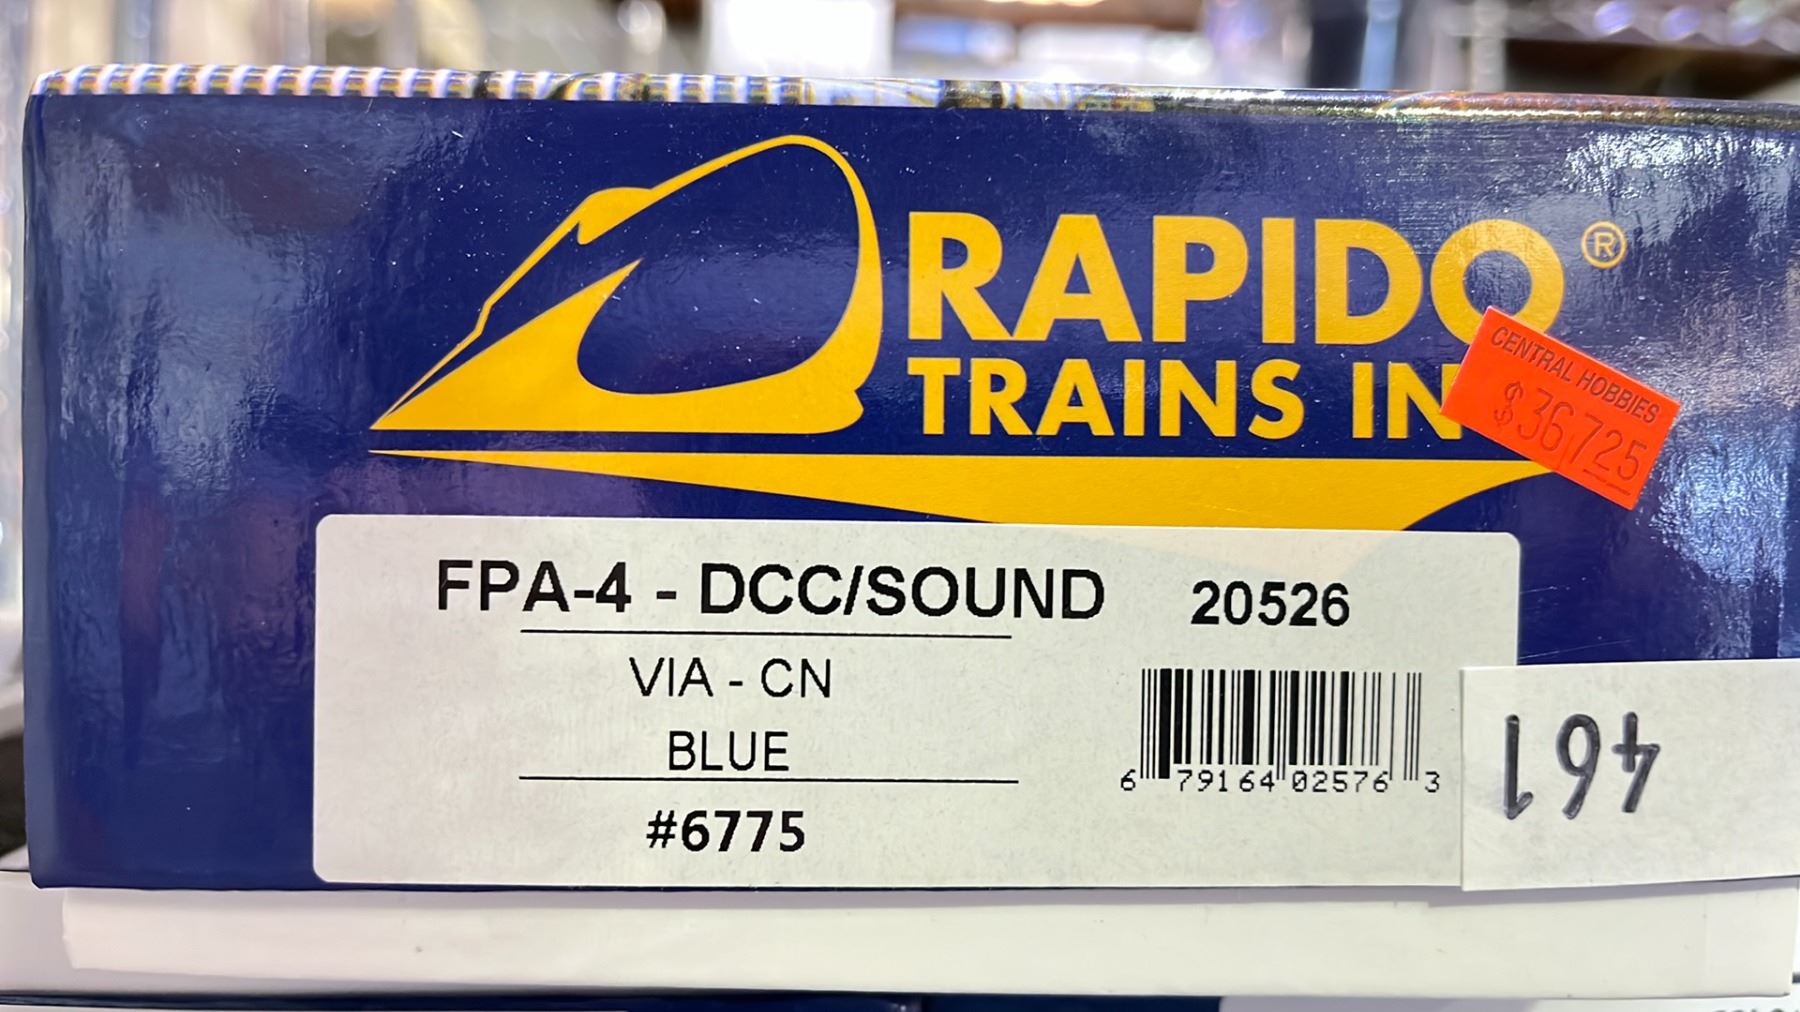 RAPIDO®
TRAINS IN
CENTRAL HOBBIES
$367.25
FPA-4 - DCC/SOUND
20526
VIA - CN
BLUE
#6775
6 79164 02576 3
461